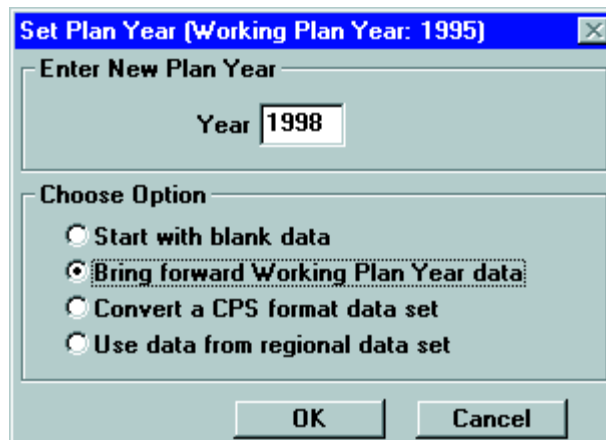 Set Plan Year (Working Plan Year: 1995)
Enter New Plan Year
Year 1998
Choose Option
Start with blank data
Bring forward Working Plan Year data
Convert a CPS format data set
Use data from regional data set
OK Cancel